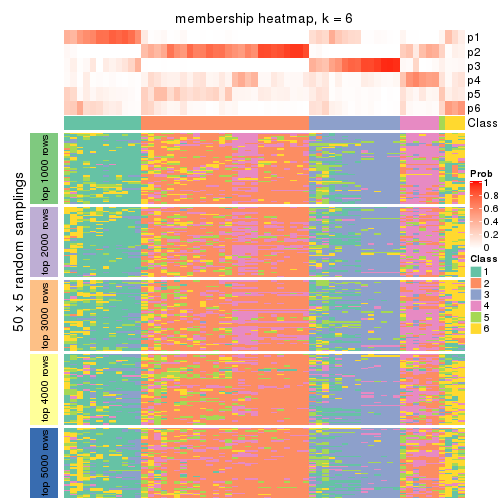 membership heatmap, k = 6
p1
p2
p3
p4
p5
p6
Class
50 x 5 random samplings
top 1000 rows
top 2000 rows
top 3000 rows
top 4000 rows
top 5000 rows
Prob
1
0.8
0.6
0.4
0.2
0
Class
1
2
3
4
5
6